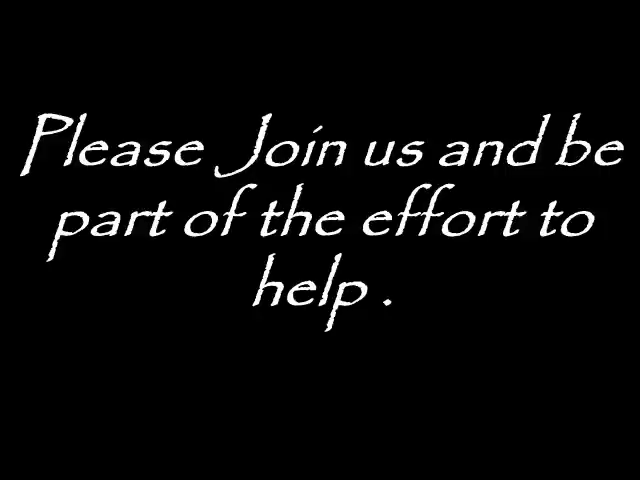 Please Join us and be
part of the effort to
help .